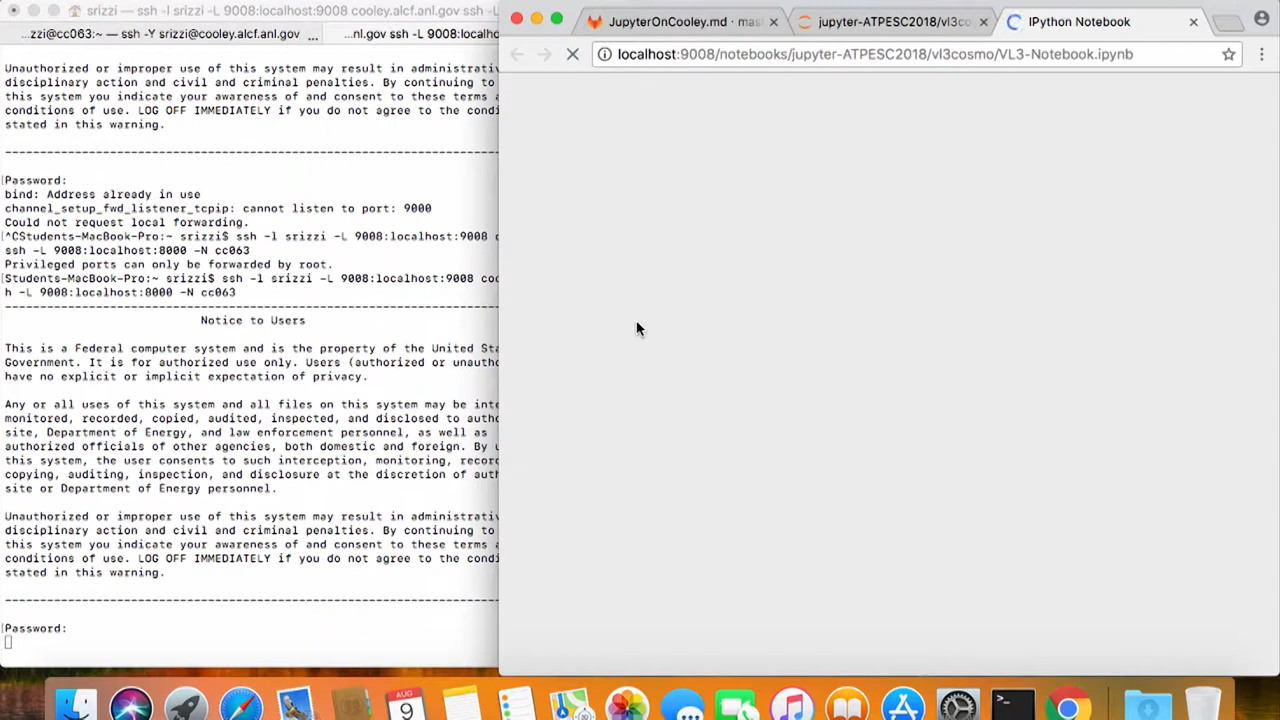 srizzi — ssh -l srizzi -L 9008:localhost:9008 cooley.alcf.anl.gov ssh
...zzi@cc063: ~ — ssh -Y srizzi@cooley.alcf.anl.gov ...
...nl.gov ssh -L 9008:localhost
Unauthorized or improper use of this system may result in administrativ
disciplinary action and civil and criminal penalties. By continuing to
this system you indicate your awareness of and consent to these terms a
conditions of use. LOG OFF IMMEDIATELY if you do not agree to the cond
stated in this warning.
Password:
bind: Address already in use
channel_setup_fwd_listener_tcpip: cannot listen to port: 9000
Could not request local forwarding.
^CStudents-MacBook-Pro:~ srizzi$ ssh -l srizzi -L 9008:localhost:9008 c
ssh -L 9008:localhost:8000 -N cc063
Privileged ports can only be forwarded by root.
[Students-MacBook-Pro:~ srizzi$ ssh -l srizzi -L 9008:localhost:9008 coo
h -L 9008:localhost:8000 -N cc063
Notice to Users
This is a Federal computer system and is the property of the United Sta
Government. It is for authorized use only. Users (authorized or unautho
have no explicit or implicit expectation of privacy.
Any or all uses of this system and all files on this system may be inte
monitored, recorded, copied, audited, inspected, and disclosed to autho
site, Department of Energy, and law enforcement personnel, as well as
authorized officials of other agencies, both domestic and foreign. By u
this system, the user consents to such interception, monitoring, record
copying, auditing, inspection, and disclosure at the discretion of auth
site or Department of Energy personnel.
Unauthorized or improper use of this system may result in administrativ
disciplinary action and civil and criminal penalties. By continuing to
this system you indicate your awareness of and consent to these terms a
conditions of use. LOG OFF IMMEDIATELY if you do not agree to the condi
stated in this warning.
Password:
JupyterOnCooley.md · mas
jupyter-ATPESC2018/vl3co
IPython Notebook
localhost:9008/notebooks/jupyter-ATPESC2018/vl3cosmo/VL3-Notebook.ipynb
AUG
9